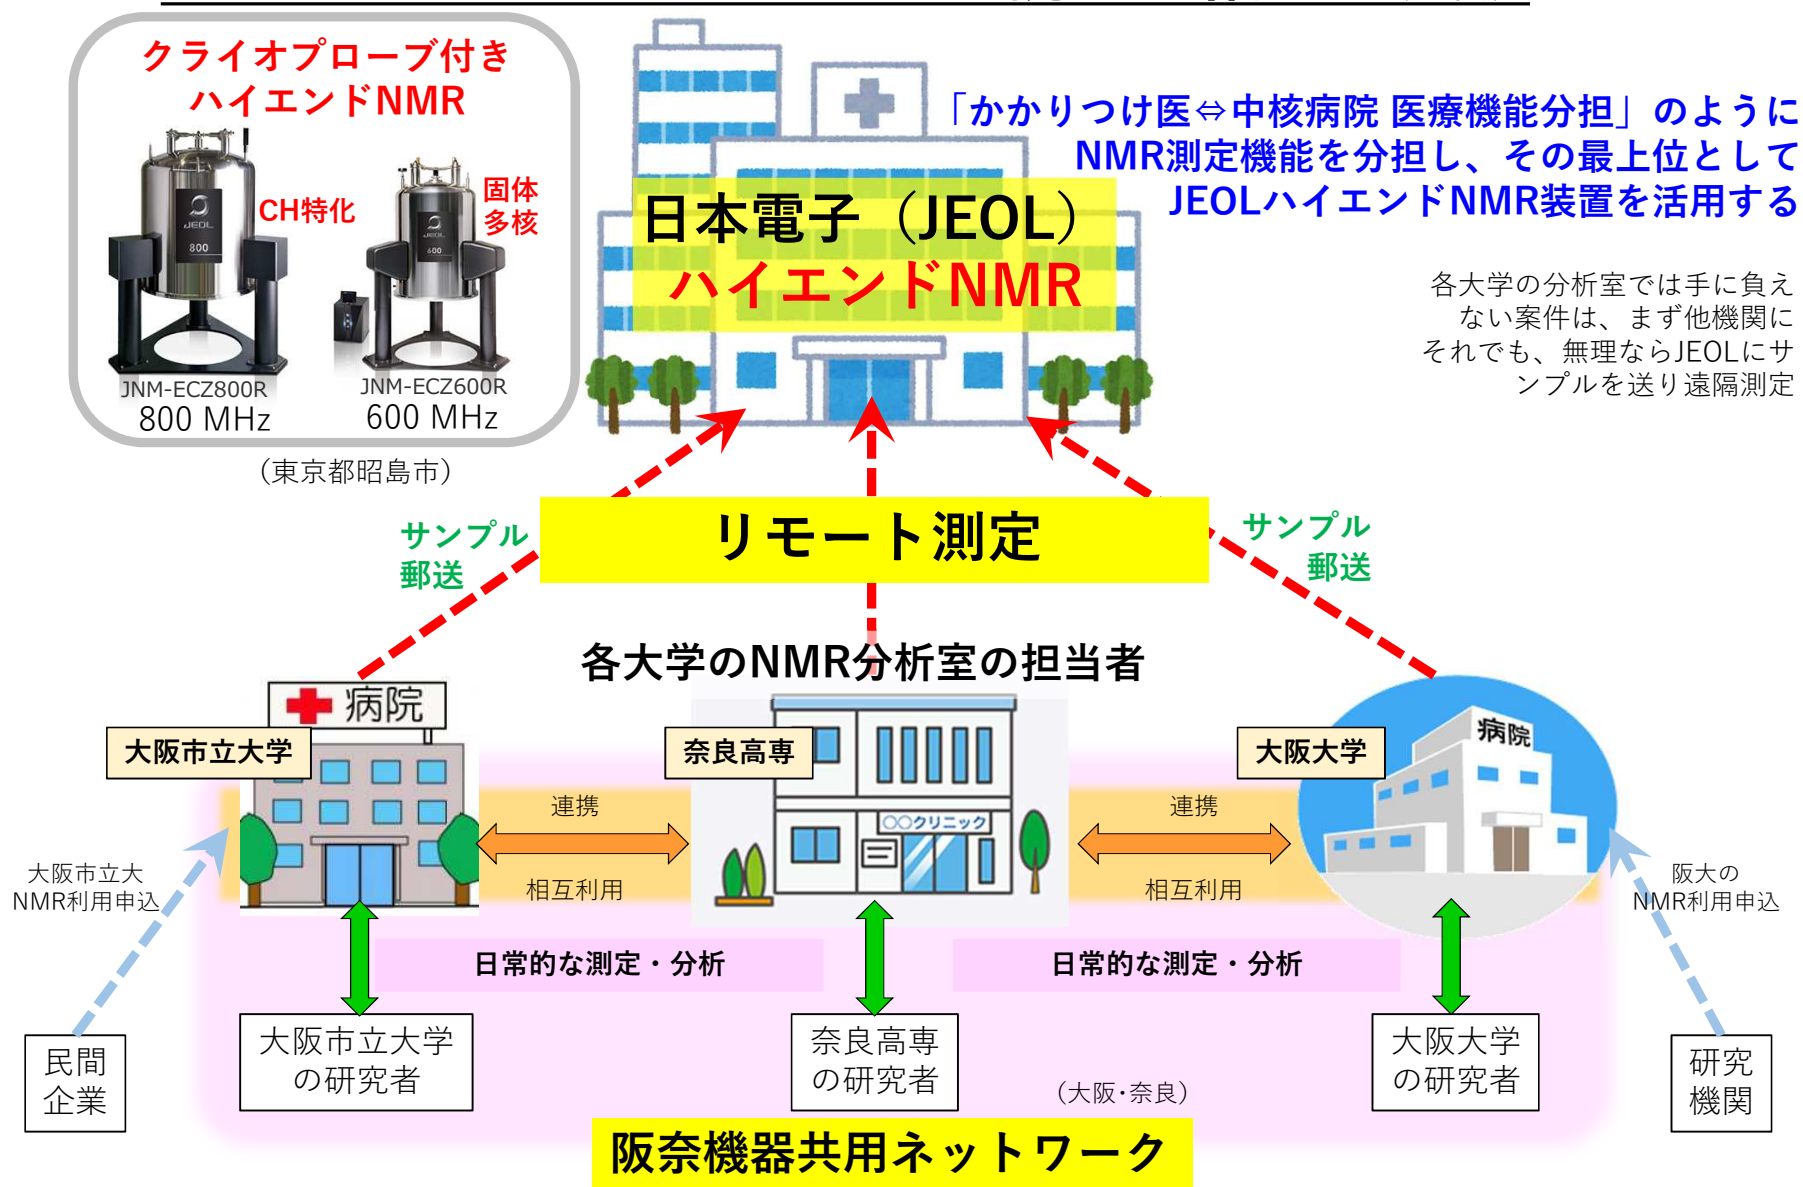 クライオプローブ付き
ハイエンドNMR
JEOL
800
CH特化
JEOL
600
固体
多核
JNM-ECZ800R
800 MHz
JNM-ECZ600R
600 MHz
（東京都昭島市）
「かかりつけ医⇔中核病院 医療機能分担」のように
NMR測定機能を分担し、その最上位として
JEOLハイエンドNMR装置を活用する
日本電子（JEOL）
ハイエンドNMR
各大学の分析室では手に負え
ない案件は、まず他機関に
それでも、無理ならJEOLにサ
ンプルを送り遠隔測定
サンプル
郵送
リモート測定
サンプル
郵送
各大学のNMR分析室の担当者
病院
大阪市立大学
奈良高専
大阪大学
病院
〇〇クリニック
連携
相互利用
連携
相互利用
大阪市立大
NMR利用申込
阪大の
NMR利用申込
日常的な測定・分析
日常的な測定・分析
民間
企業
大阪市立大学
の研究者
奈良高専
の研究者
大阪大学
の研究者
研究
機関
（大阪・奈良）
阪奈機器共用ネットワーク